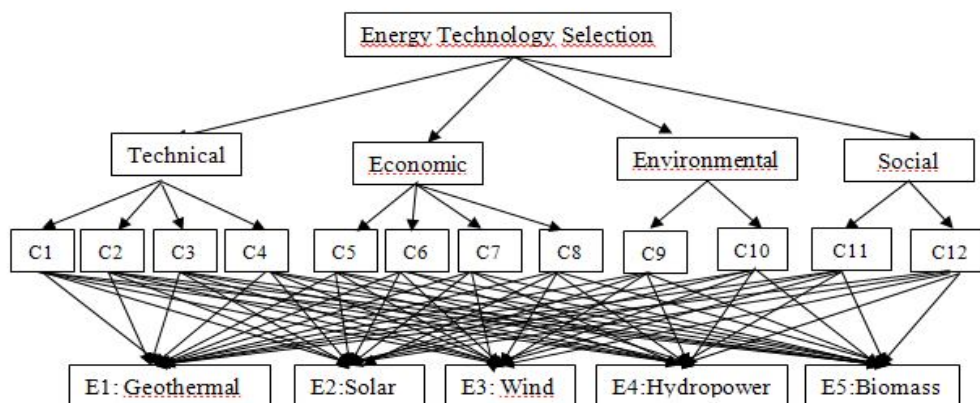 Energy Technology Selection
Technical
Economic
Environmental
Social
C1 C2 C3 C4 C5 C6 C7 C8 C9 C10 C11 C12
E1: Geothermal E2:Solar E3: Wind E4:Hydropower E5:Biomass